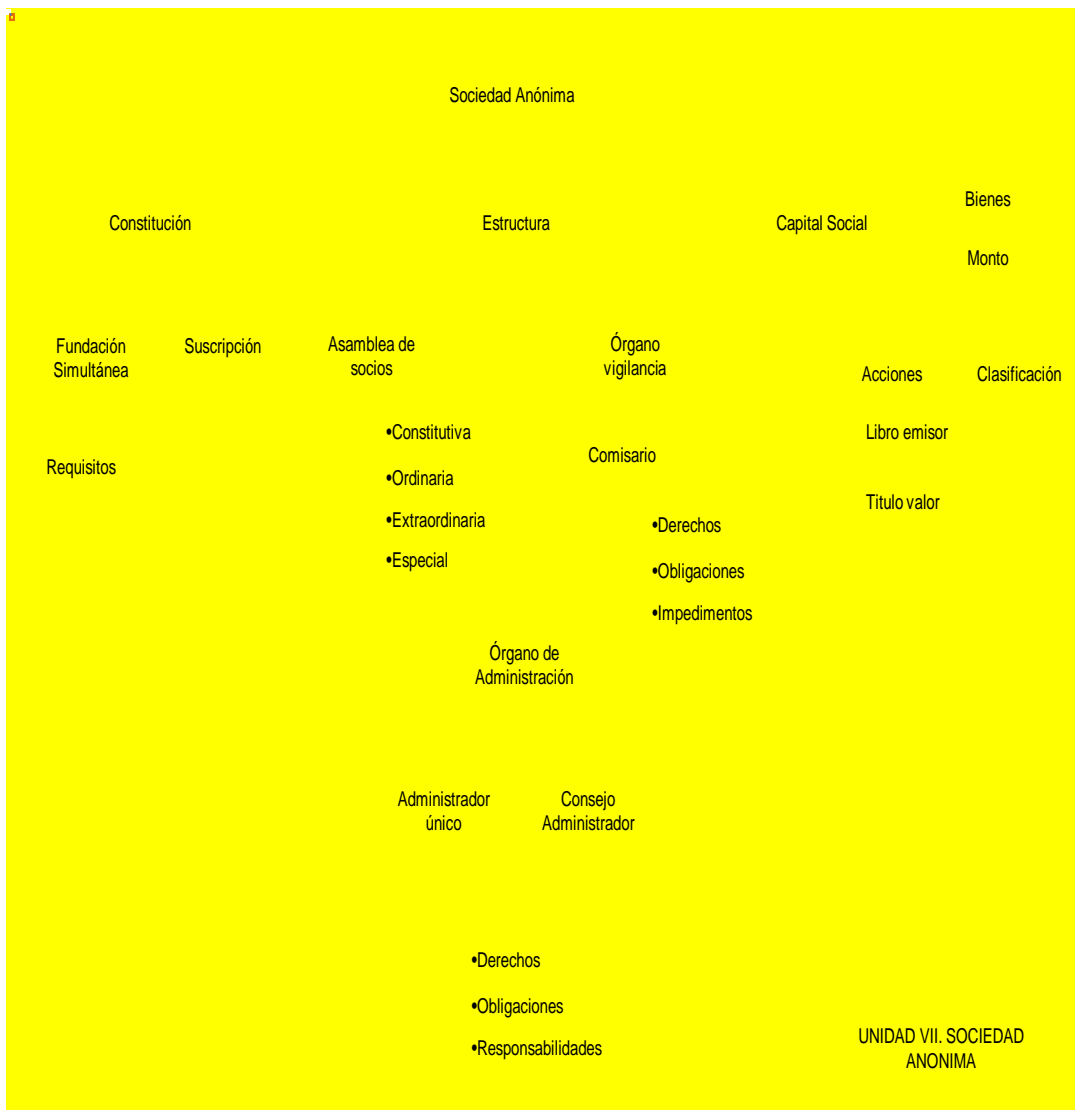 Sociedad Anónima
Constitución
Estructura
Capital Social
Bienes
Monto
Fundación
Simultánea
Suscripción
Asamblea de
socios
Órgano
vigilancia
Acciones
Clasificación
Requisitos
•Constitutiva
•Ordinaria
•Extraordinaria
•Especial
Comisario
•Derechos
•Obligaciones
•Impedimentos
Libro emisor
Titulo valor
Órgano de
Administración
Administrador
único
Consejo
Administrador
•Derechos
•Obligaciones
•Responsabilidades
UNIDAD VII. SOCIEDAD
ANONIMA